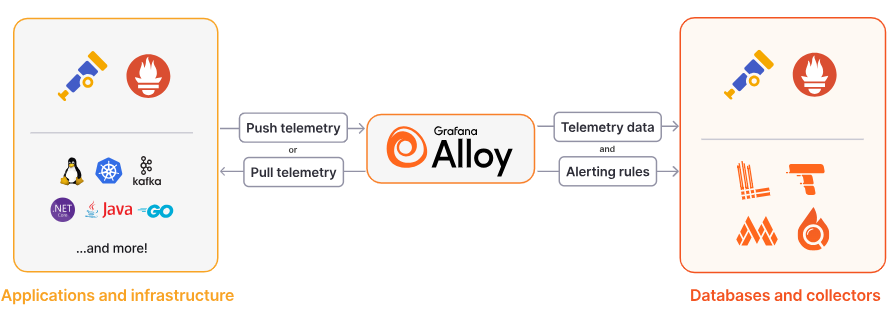 Push telemetry
or
Pull telemetry
Grafana
Alloy
Telemetry data
and
Alerting rules
kafka
.NET
Core
Java
GO
...and more!
Applications and infrastructure
Databases and collectors